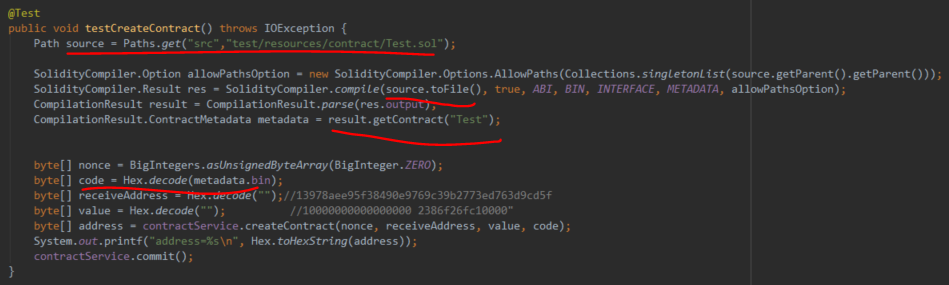 @Test
public void testCreateContract() throws IOException {
Path source = Paths.get("src","test/resources/contract/Test.sol");
SolidityCompiler.Option allowPathsOption = new SolidityCompiler.Options.AllowPaths(Collections.singletonList(source.getParent().getParent()));
SolidityCompiler.Result res = SolidityCompiler.compile(source.toFile(), true, ABI, BIN, INTERFACE, METADATA, allowPathsOption);
CompilationResult result = CompilationResult.parse(res.output);
CompilationResult.ContractMetadata metadata = result.getContract("Test");
byte[] nonce = BigIntegers.asUnsignedByteArray(BigInteger.ZERO);
byte[] code = Hex.decode(metadata.bin);
byte[] receiveAddress = Hex.decode("");//13978aee95f38490e9769c39b2773ed763d9cd5f
byte[] value = Hex.decode(""); //10000000000000000 2386f26fc10000"
byte[] address = contractService.createContract(nonce, receiveAddress, value, code);
System.out.printf("address=%s\n", Hex.toHexString(address));
contractService.commit();
}